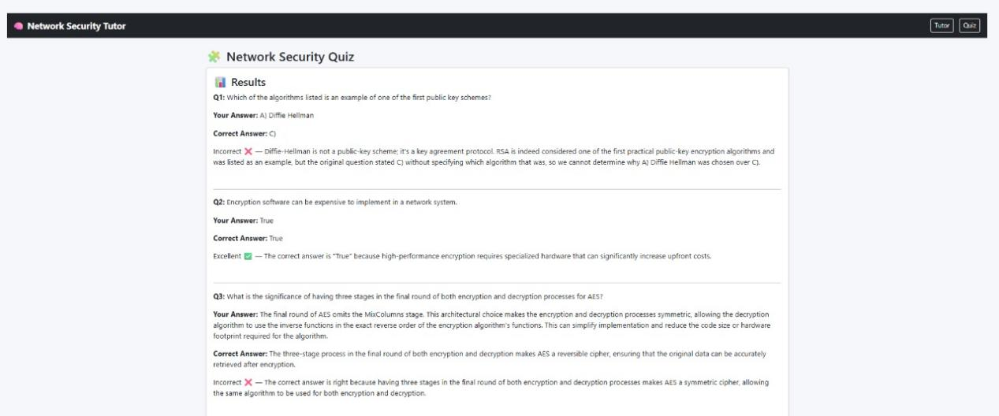 Network Security Tutor
Tutor
Quiz
Network Security Quiz
Results
Q1: Which of the algorithms listed is an example of one of the first public key schemes?
Your Answer: A) Diffie Hellman
Correct Answer: C)
Incorrect ❌ — Diffie-Hellman is not a public-key scheme; it's a key agreement protocol. RSA is indeed considered one of the first practical public-key encryption algorithms and
was listed as an example, but the original question stated C) without specifying which algorithm that was, so we cannot determine why A) Diffie Hellman was chosen over C).
Q2: Encryption software can be expensive to implement in a network system.
Your Answer: True
Correct Answer: True
Excellent ✅ — The correct answer is "True" because high-performance encryption requires specialized hardware that can significantly increase upfront costs.
Q3: What is the significance of having three stages in the final round of both encryption and decryption processes for AES?
Your Answer: The final round of AES omits the MixColumns stage. This architectural choice makes the encryption and decryption processes symmetric, allowing the decryption
algorithm to use the inverse functions in the exact reverse order of the encryption algorithm's functions. This can simplify implementation and reduce the code size or hardware
footprint required for the algorithm.
Correct Answer: The three-stage process in the final round of both encryption and decryption makes AES a reversible cipher, ensuring that the original data can be accurately
retrieved after encryption.
Incorrect ❌ — The correct answer is right because having three stages in the final round of both encryption and decryption processes makes AES a symmetric cipher, allowing
the same algorithm to be used for both encryption and decryption.